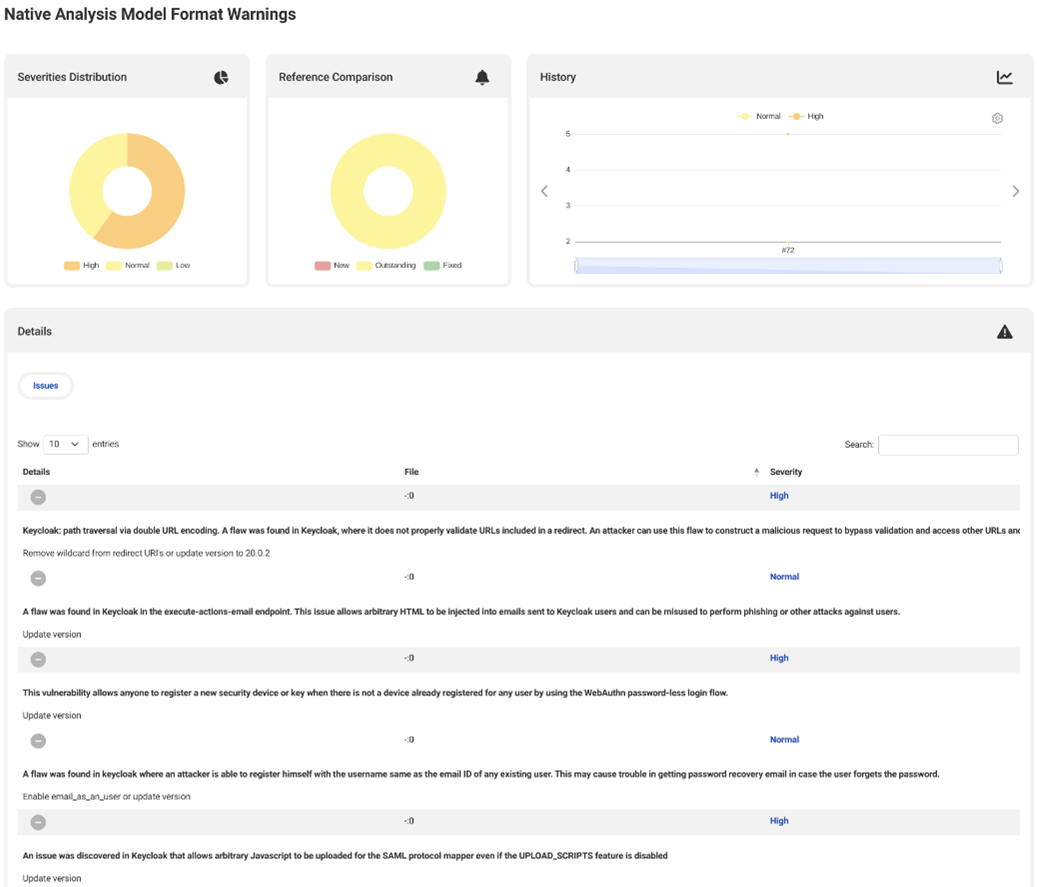 Native Analysis Model Format Warnings
Severities Distribution
Reference Comparison
History
High Normal Low
New Outstanding Fixed
Normal High
5
4
3
2
#72
Details
Issues
Show 10 entries
Search:
Details File Severity
-:0 High
Keycloak: path traversal via double URL encoding. A flaw was found in Keycloak, where it does not properly validate URLs included in a redirect. An attacker can use this flaw to construct a malicious request to bypass validation and access other URLs and
Remove wildcard from redirect URI's or update version to 20.0.2
-:0 Normal
A flaw was found in Keycloak in the execute-actions-email endpoint. This issue allows arbitrary HTML to be injected into emails sent to Keycloak users and can be misused to perform phishing or other attacks against users.
Update version
-:0 High
This vulnerability allows anyone to register a new security device or key when there is not a device already registered for any user by using the WebAuthn password-less login flow.
Update version
-:0 Normal
A flaw was found in keycloak where an attacker is able to register himself with the username same as the email ID of any existing user. This may cause trouble in getting password recovery email in case the user forgets the password.
Enable email_as_an_user or update version
-:0 High
An issue was discovered in Keycloak that allows arbitrary Javascript to be uploaded for the SAML protocol mapper even if the UPLOAD_SCRIPTS feature is disabled
Update version